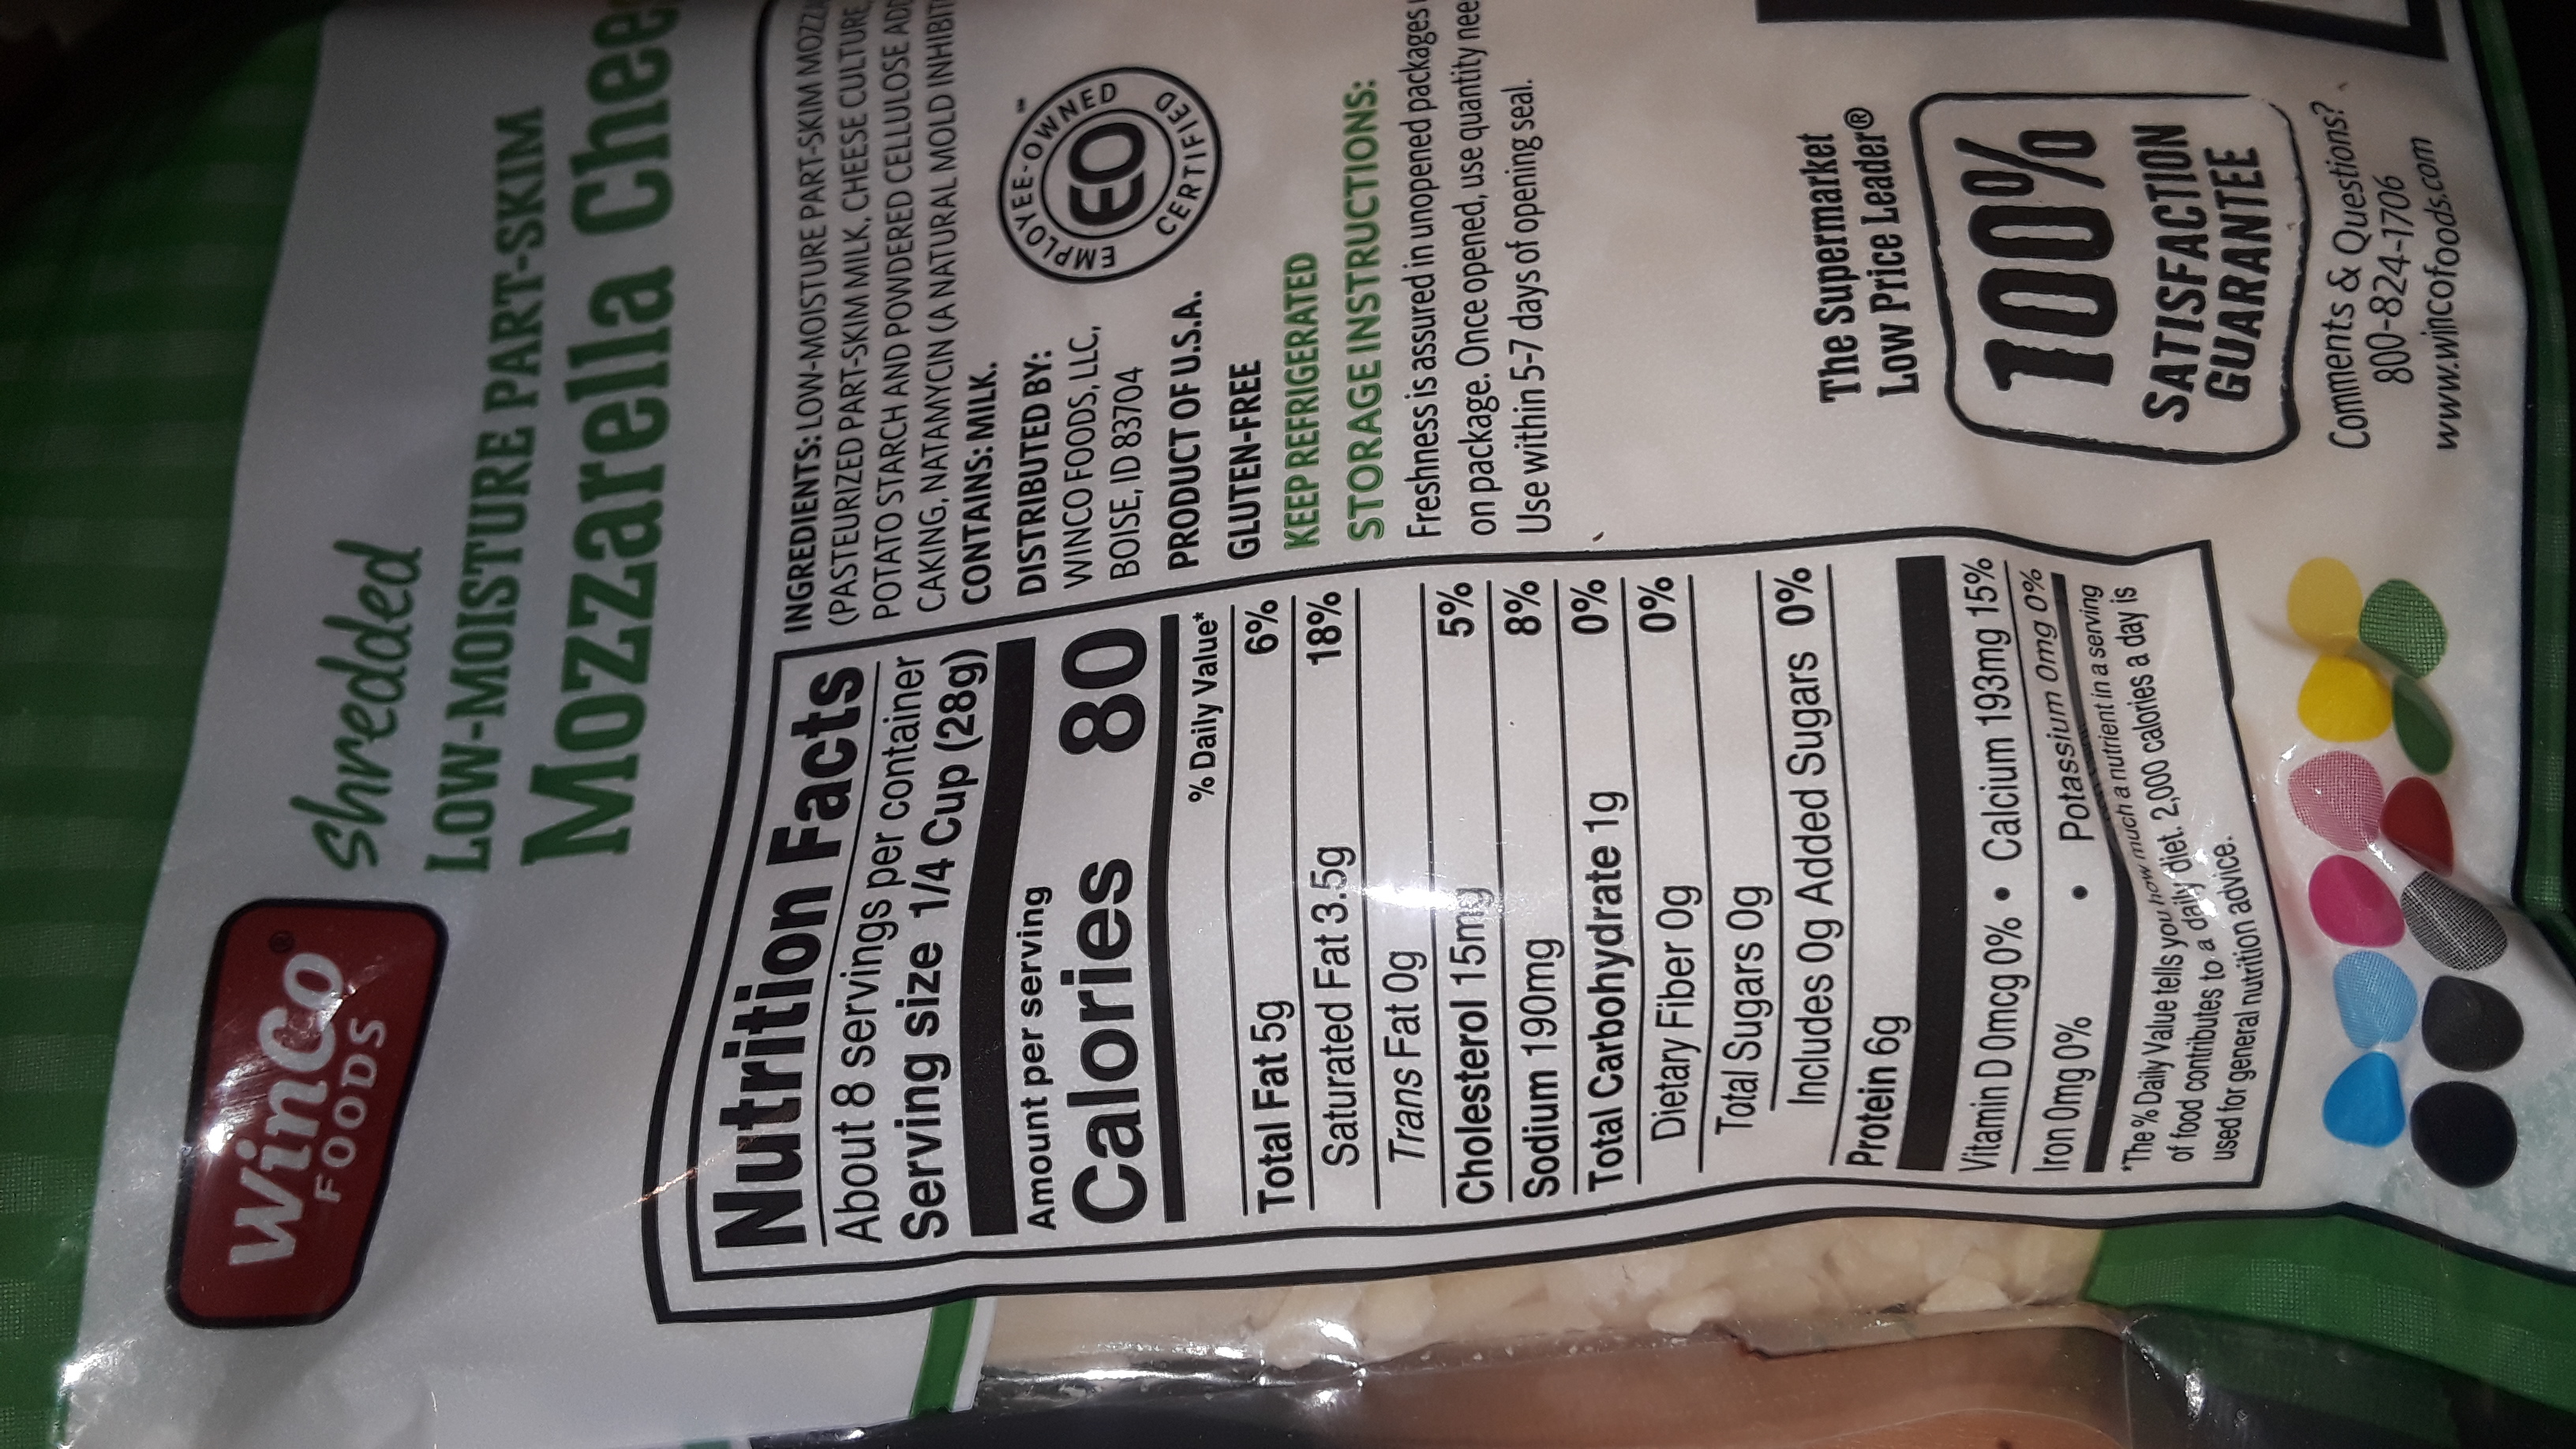 WinCo®
FOODS
shredded
LOW-MOISTURE PART-SKIM
Mozzarella Chee
Nutrition Facts
About 8 servings per container
Serving size 1/4 Cup (28g)
Amount per serving
Calories 80
% Daily Value*
Total Fat 5g 6%
Saturated Fat 3.5g 18%
Trans Fat 0g
Cholesterol 15mg 5%
Sodium 190mg 8%
Total Carbohydrate 1g 0%
Dietary Fiber 0g 0%
Total Sugars 0g
Includes 0g Added Sugars 0%
Protein 6g
Vitamin D 0mcg 0% • Calcium 193mg 15%
Iron 0mg 0% • Potassium 0mg 0%
*The % Daily Value tells you how much a nutrient in a serving
of food contributes to a daily diet. 2,000 calories a day is
used for general nutrition advice.
INGREDIENTS: LOW-MOISTURE PART-SKIM MOZZ
(PASTEURIZED PART-SKIM MILK, CHEESE CULTURE
POTATO STARCH AND POWDERED CELLULOSE AD
CAKING, NATAMYCIN (A NATURAL MOLD INHIBIT
CONTAINS: MILK.
DISTRIBUTED BY:
WINCO FOODS, LLC,
BOISE, ID 83704
EMPLOYEE-OWNED
EO
CERTIFIED
PRODUCT OF U.S.A.
GLUTEN-FREE
KEEP REFRIGERATED
STORAGE INSTRUCTIONS:
Freshness is assured in unopened packages
on package. Once opened, use quantity nee
Use within 5-7 days of opening seal.
The Supermarket
Low Price Leader®
100%
SATISFACTION
GUARANTEE
Comments & Questions?
800-824-1706
www.wincofoods.com